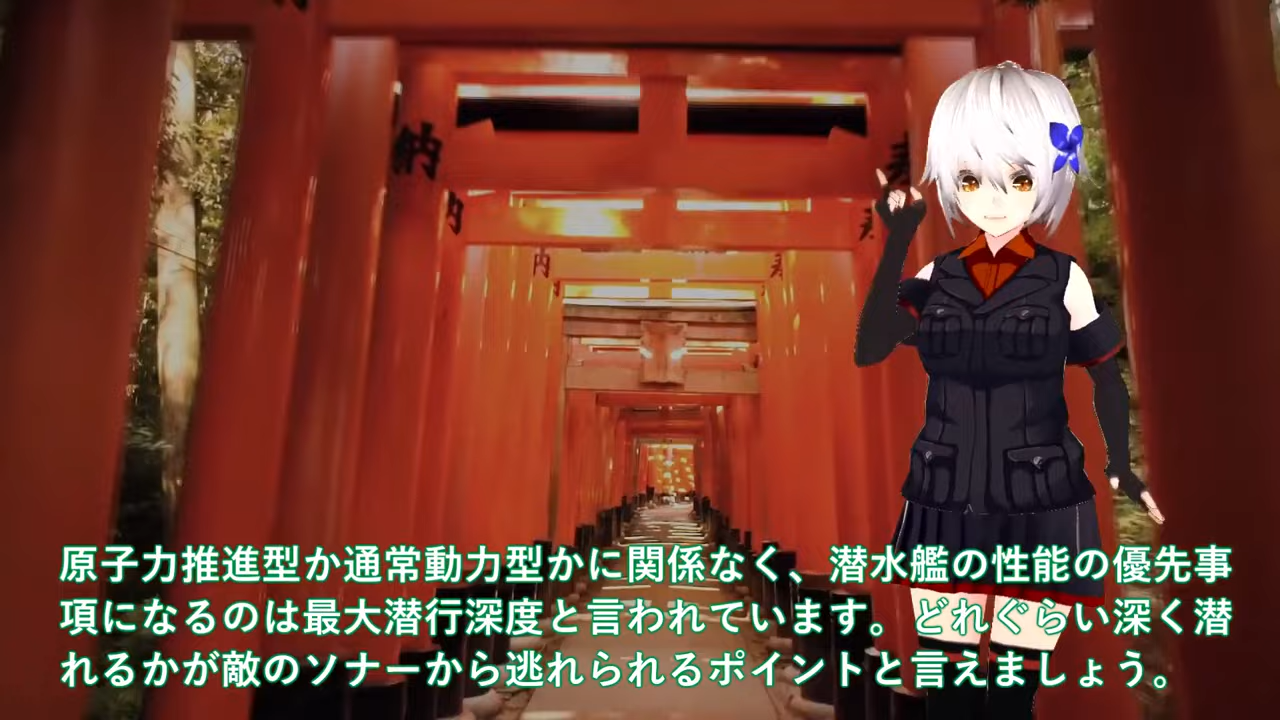 納
内
内
原子力推進型か通常動力型かに関係なく、潜水艦の性能の優先事
項になるのは最大潜行深度と言われています。どれぐらい深く潜
れるかが敵のソナーから逃れられるポイントと言えましょう。